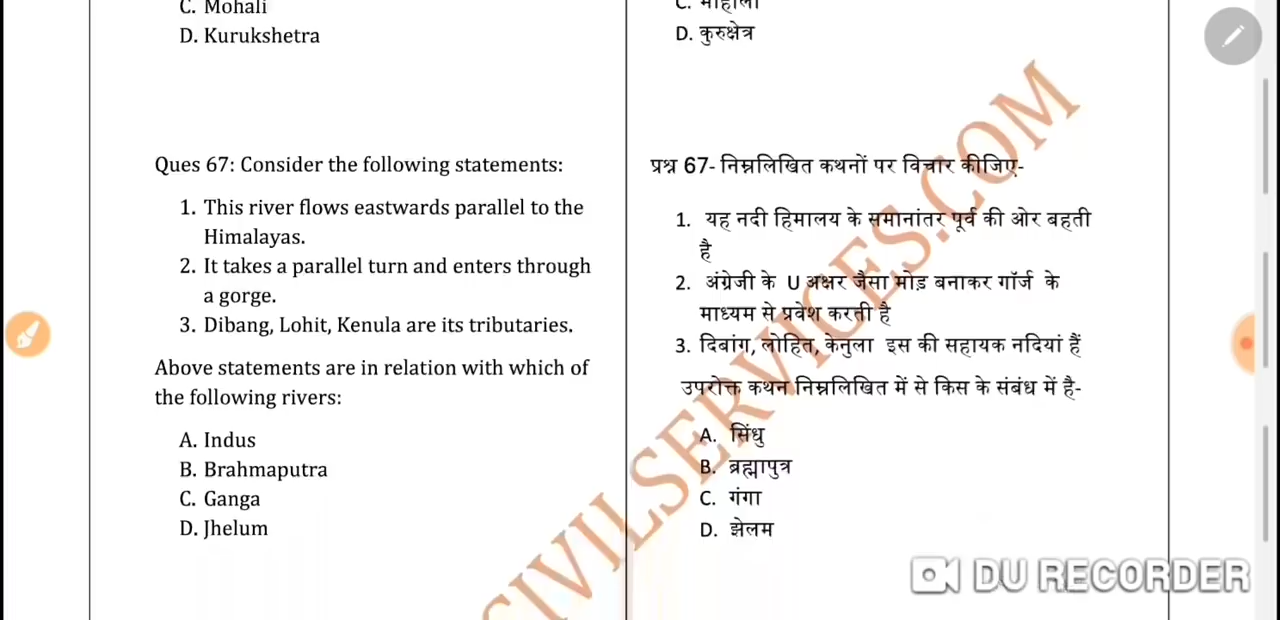 C. Mohali
D. Kurukshetra
Ques 67: Consider the following statements:
1. This river flows eastwards parallel to the
Himalayas.
2. It takes a parallel turn and enters through
a gorge.
3. Dibang, Lohit, Kenula are its tributaries.
Above statements are in relation with which of
the following rivers:
A. Indus
B. Brahmaputra
C. Ganga
D. Jhelum
C. मोहाली
D. कुरुक्षेत्र
प्रश्न 67- निम्नलिखित कथनों पर विचार कीजिए-
1. यह नदी हिमालय के समानांतर पूर्व की ओर बहती
है
2. अंग्रेजी के U अक्षर जैसा मोड़ बनाकर गॉर्ज के
माध्यम से प्रवेश करती है
3. दिबांग, लोहित, केनुला इस की सहायक नदियां हैं
उपरोक्त कथन निम्नलिखित में से किस के संबंध में है-
A. सिंधु
B. ब्रह्मापुत्र
C. गंगा
D. झेलम
CIVILSERVICES.COM
DU RECORDER